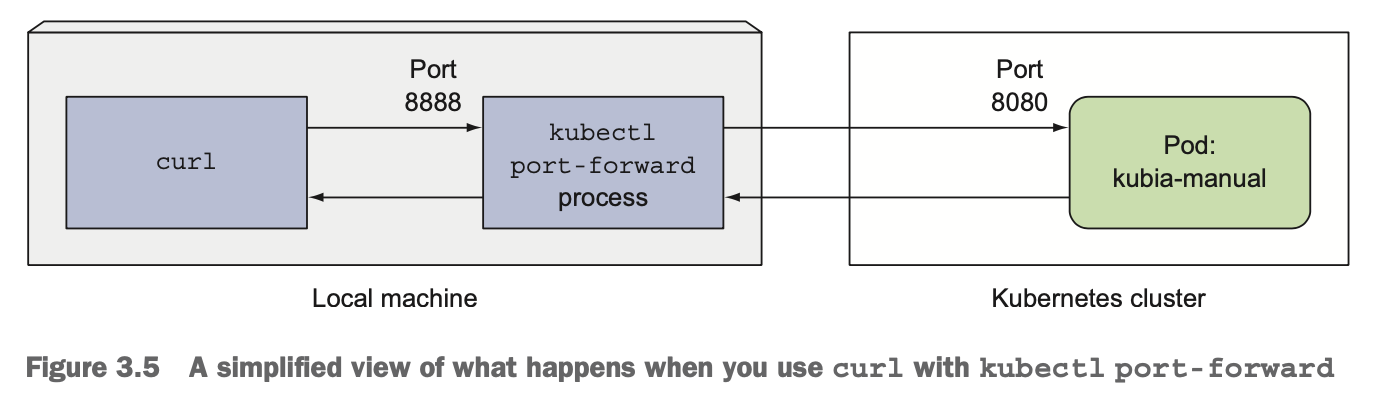 Port
8888
Port
8080
curl
kubectl
port-forward
process
Pod:
kubia-manual
Local machine
Kubernetes cluster
Figure 3.5 A simplified view of what happens when you use curl with kubectl port-forward